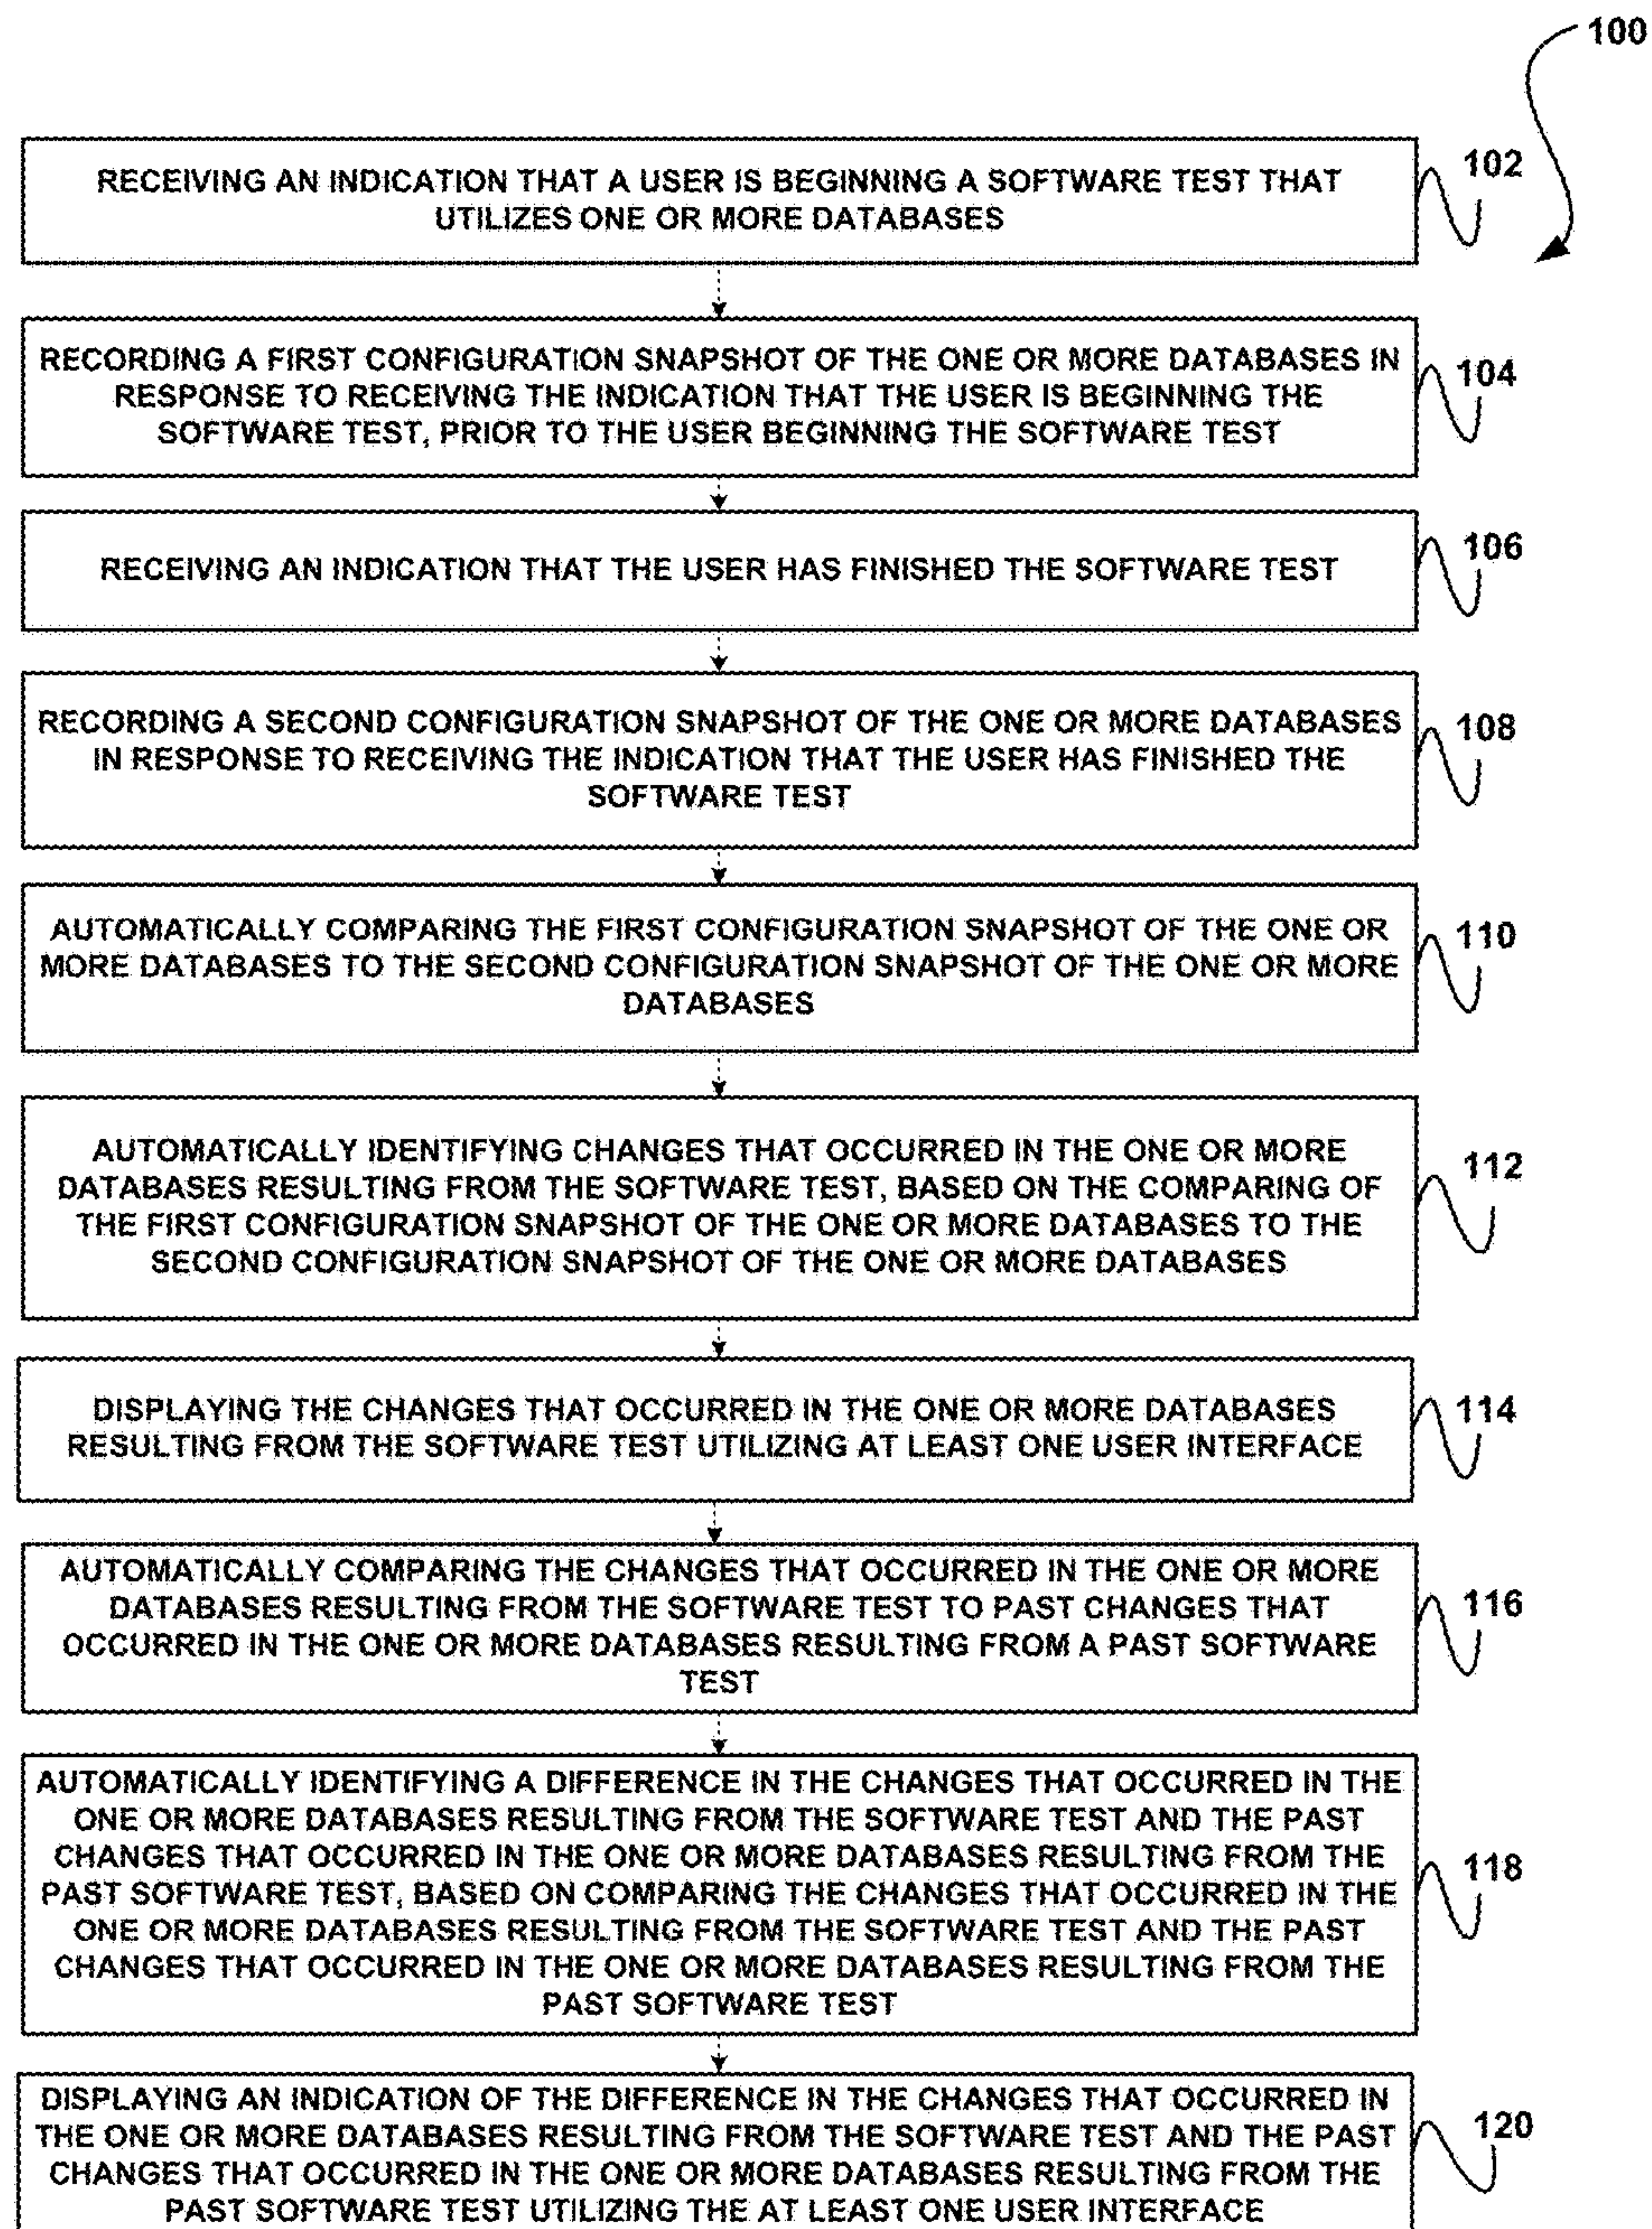 100
RECEIVING AN INDICATION THAT A USER IS BEGINNING A SOFTWARE TEST THAT
UTILIZES ONE OR MORE DATABASES
102
RECORDING A FIRST CONFIGURATION SNAPSHOT OF THE ONE OR MORE DATABASES IN
RESPONSE TO RECEIVING THE INDICATION THAT THE USER IS BEGINNING THE
SOFTWARE TEST, PRIOR TO THE USER BEGINNING THE SOFTWARE TEST
104
RECEIVING AN INDICATION THAT THE USER HAS FINISHED THE SOFTWARE TEST
106
RECORDING A SECOND CONFIGURATION SNAPSHOT OF THE ONE OR MORE DATABASES
IN RESPONSE TO RECEIVING THE INDICATION THAT THE USER HAS FINISHED THE
SOFTWARE TEST
108
AUTOMATICALLY COMPARING THE FIRST CONFIGURATION SNAPSHOT OF THE ONE OR
MORE DATABASES TO THE SECOND CONFIGURATION SNAPSHOT OF THE ONE OR MORE
DATABASES
110
AUTOMATICALLY IDENTIFYING CHANGES THAT OCCURRED IN THE ONE OR MORE
DATABASES RESULTING FROM THE SOFTWARE TEST, BASED ON THE COMPARING OF
THE FIRST CONFIGURATION SNAPSHOT OF THE ONE OR MORE DATABASES TO THE
SECOND CONFIGURATION SNAPSHOT OF THE ONE OR MORE DATABASES
112
DISPLAYING THE CHANGES THAT OCCURRED IN THE ONE OR MORE DATABASES
RESULTING FROM THE SOFTWARE TEST UTILIZING AT LEAST ONE USER INTERFACE
114
AUTOMATICALLY COMPARING THE CHANGES THAT OCCURRED IN THE ONE OR MORE
DATABASES RESULTING FROM THE SOFTWARE TEST TO PAST CHANGES THAT
OCCURRED IN THE ONE OR MORE DATABASES RESULTING FROM A PAST SOFTWARE
TEST
116
AUTOMATICALLY IDENTIFYING A DIFFERENCE IN THE CHANGES THAT OCCURRED IN THE
ONE OR MORE DATABASES RESULTING FROM THE SOFTWARE TEST AND THE PAST
CHANGES THAT OCCURRED IN THE ONE OR MORE DATABASES RESULTING FROM THE
PAST SOFTWARE TEST, BASED ON COMPARING THE CHANGES THAT OCCURRED IN THE
ONE OR MORE DATABASES RESULTING FROM THE SOFTWARE TEST AND THE PAST
CHANGES THAT OCCURRED IN THE ONE OR MORE DATABASES RESULTING FROM THE
PAST SOFTWARE TEST
118
DISPLAYING AN INDICATION OF THE DIFFERENCE IN THE CHANGES THAT OCCURRED IN
THE ONE OR MORE DATABASES RESULTING FROM THE SOFTWARE TEST AND THE PAST
CHANGES THAT OCCURRED IN THE ONE OR MORE DATABASES RESULTING FROM THE
PAST SOFTWARE TEST UTILIZING THE AT LEAST ONE USER INTERFACE
120